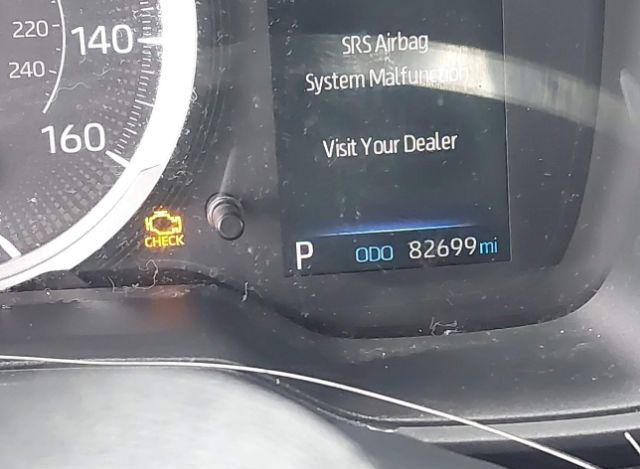 220
140
240
160
SRS Airbag
System Malfunction
Visit Your Dealer
CHECK
P ODO 82699 mi